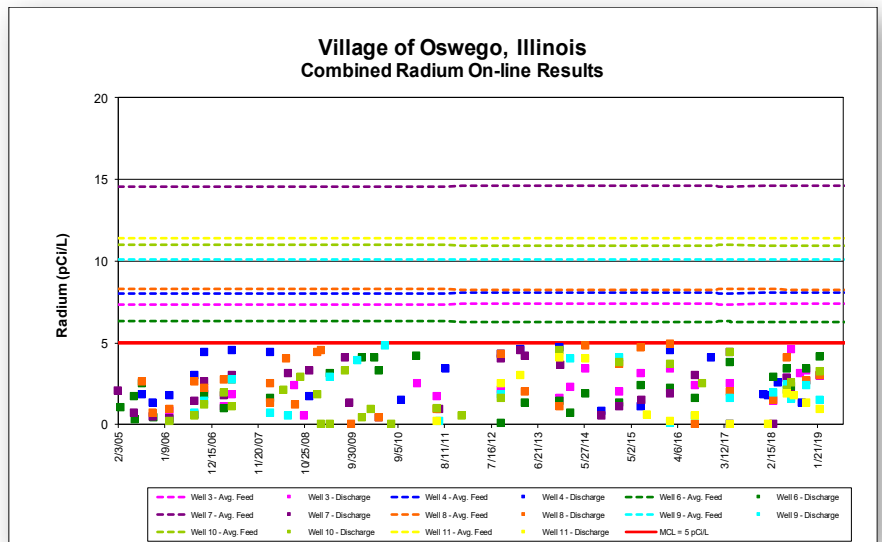 Village of Oswego, Illinois
Combined Radium On-line Results
Radium (pCi/L)
20
15
10
5
0
2/3/05 1/9/06 12/15/06 11/20/07 10/25/08 9/30/09 9/5/10 8/11/11 7/16/12 6/21/13 5/27/14 5/2/15 4/6/16 3/12/17 2/15/18 1/21/19
Well 3 - Avg. Feed Well 3 - Discharge Well 4 - Avg. Feed Well 4 - Discharge Well 6 - Avg. Feed Well 6 - Discharge
Well 7 - Avg. Feed Well 7 - Discharge Well 8 - Avg. Feed Well 8 - Discharge Well 9 - Avg. Feed Well 9 - Discharge
Well 10 - Avg. Feed Well 10 - Discharge Well 11 - Avg. Feed Well 11 - Discharge MCL = 5 pCi/L